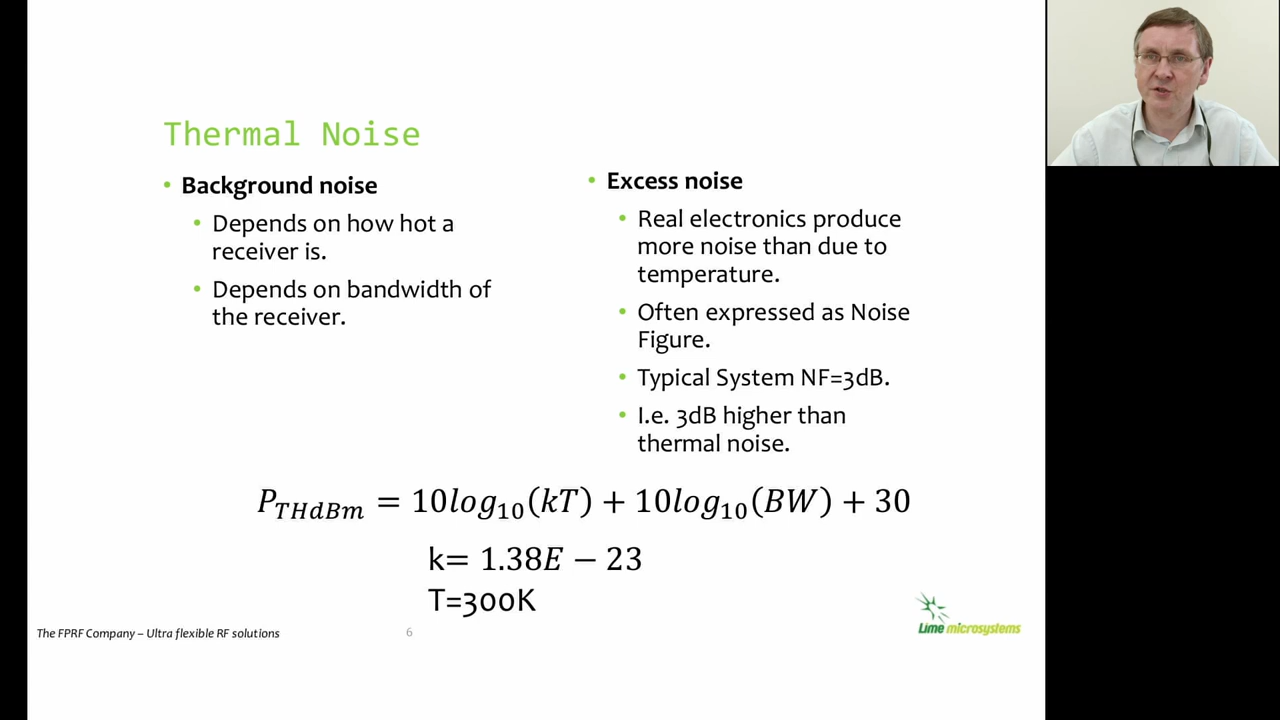 Thermal Noise
• Background noise
• Depends on how hot a
receiver is.
• Depends on bandwidth of
the receiver.
• Excess noise
• Real electronics produce
more noise than due to
temperature.
• Often expressed as Noise
Figure.
• Typical System NF=3dB.
• I.e. 3dB higher than
thermal noise.
P_{THdBm} = 10log₁₀(kT) + 10log₁₀(BW) + 30
k= 1.38E − 23
T=300K
The FPRF Company – Ultra flexible RF solutions
6
Lime microsystems